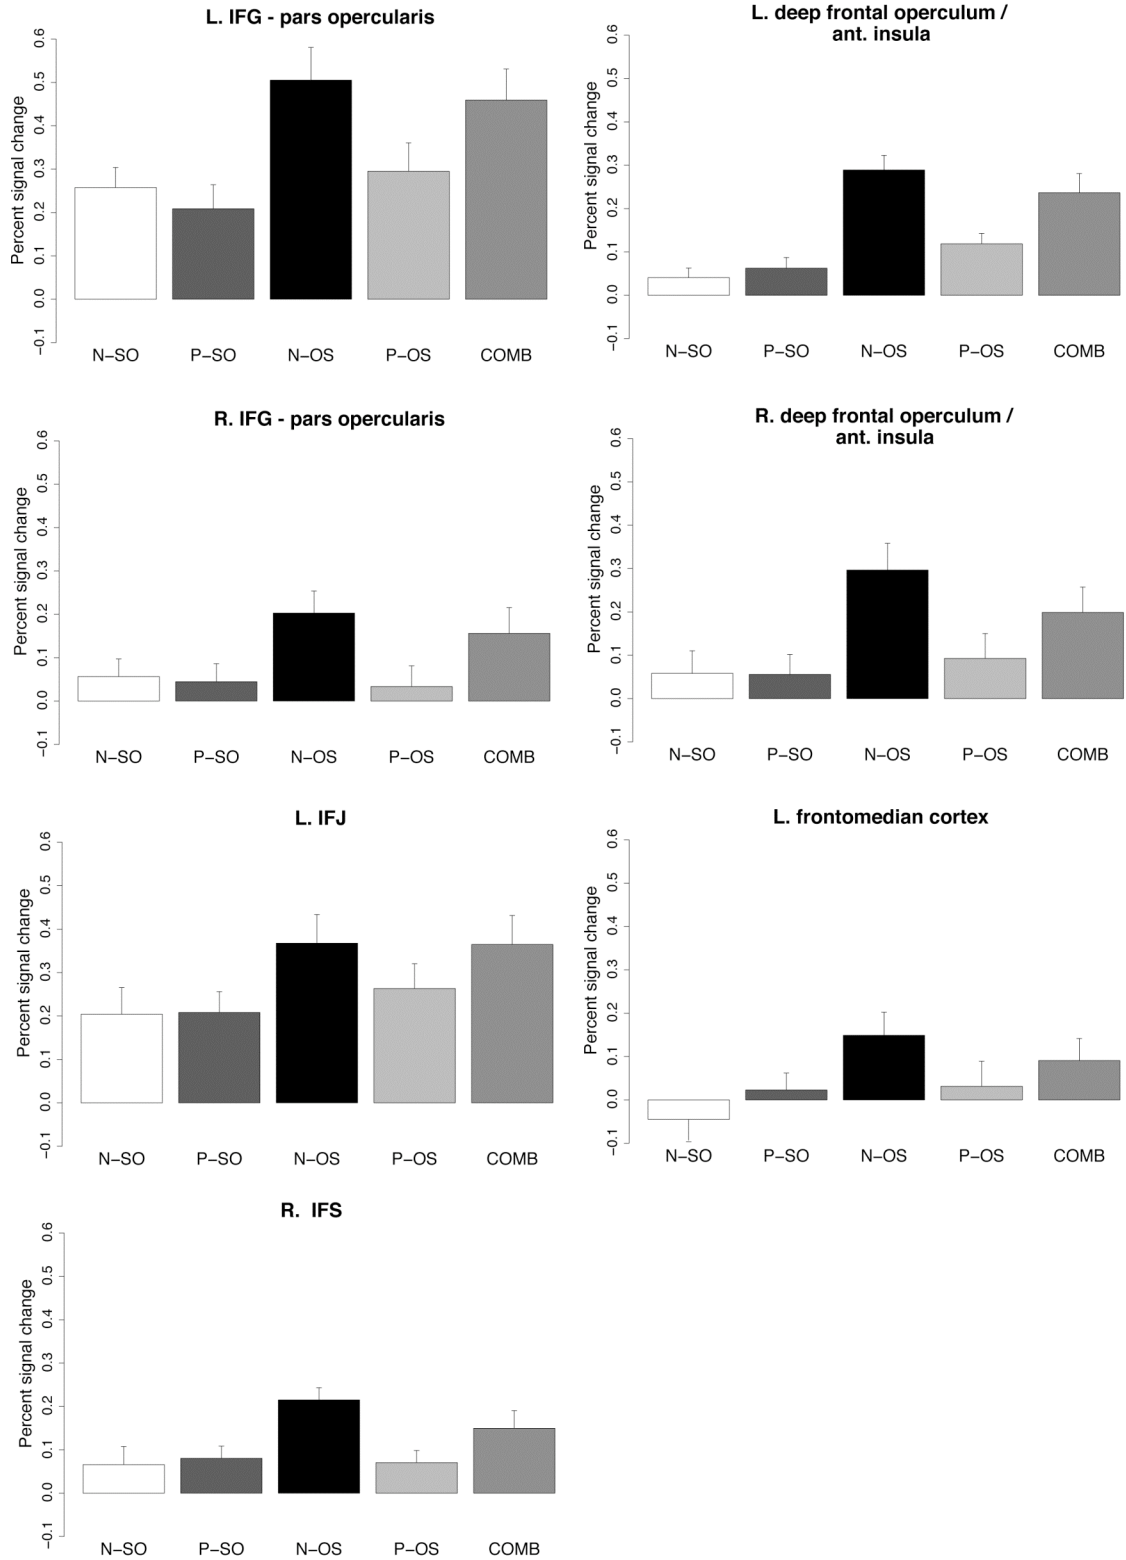 L. IFG - pars opercularis
Percent signal change
0.6
0.5
0.4
0.3
0.2
0.1
0.0
−0.1
N−SO P−SO N−OS P−OS COMB
L. deep frontal operculum /
ant. insula
Percent signal change
0.6
0.5
0.4
0.3
0.2
0.1
0.0
−0.1
N−SO P−SO N−OS P−OS COMB
R. IFG - pars opercularis
Percent signal change
0.6
0.5
0.4
0.3
0.2
0.1
0.0
−0.1
N−SO P−SO N−OS P−OS COMB
R. deep frontal operculum /
ant. insula
Percent signal change
0.6
0.5
0.4
0.3
0.2
0.1
0.0
−0.1
N−SO P−SO N−OS P−OS COMB
L. IFJ
Percent signal change
0.6
0.5
0.4
0.3
0.2
0.1
0.0
−0.1
N−SO P−SO N−OS P−OS COMB
L. frontomedian cortex
Percent signal change
0.6
0.5
0.4
0.3
0.2
0.1
0.0
−0.1
N−SO P−SO N−OS P−OS COMB
R. IFS
Percent signal change
0.6
0.5
0.4
0.3
0.2
0.1
0.0
−0.1
N−SO P−SO N−OS P−OS COMB